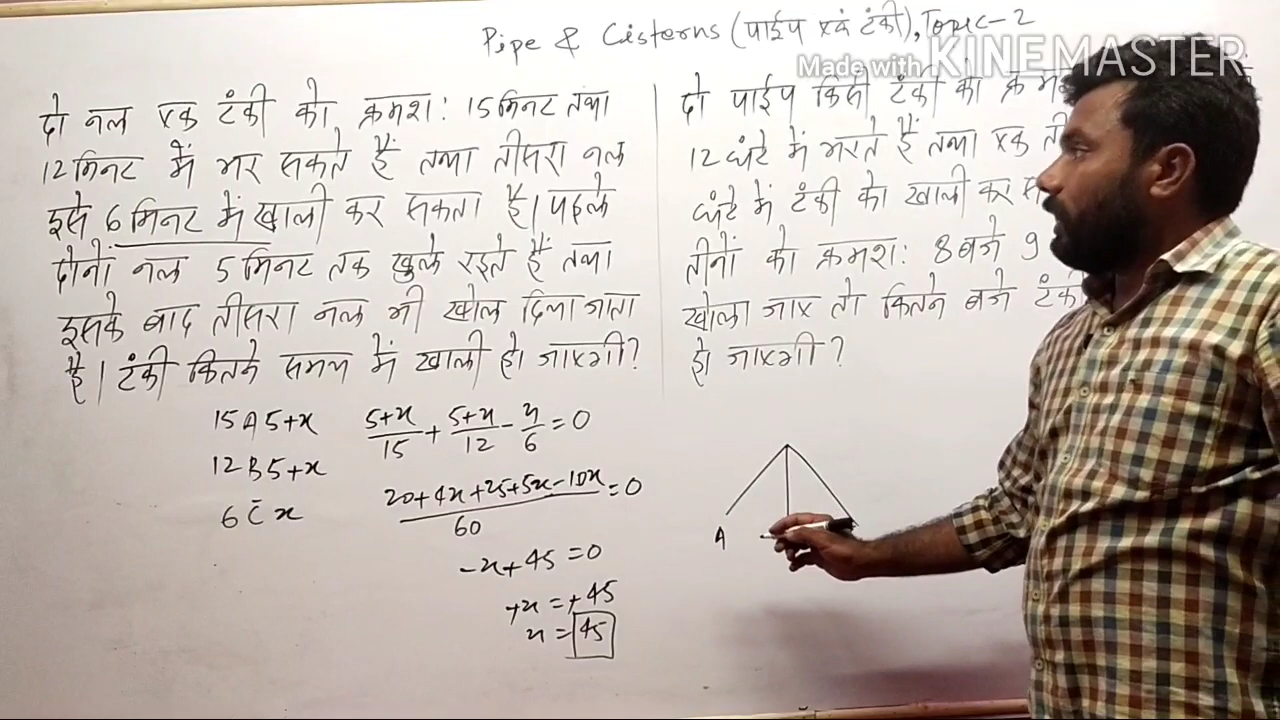 Pipe & Cisterns (पाईप एवं टंकी), Topic-2
Made with KINEMASTER
दो नल एक टंकी को क्रमश: 15 मिनट तथा
12 मिनट में भर सकते हैं तथा तीसरा नल
इसे 6 मिनट में खाली कर सकता है। पहले
दोनों नल 5 मिनट तक खुले रहते हैं तथा
इसके बाद तीसरा नल भी खोल दिला जाता
है। टंकी कितके समय में खाली हो जाएगी?
15 A 5+x
12 B 5+x
6 C̄ x
5+x/15 + 5+x/12 - x/6 = 0
20+4x+25+5x-10x/60 = 0
-x+45 = 0
+x = +45
x = 45
दो पाईप किसी टंकी को
12 घंटे में भरते हैं तथा एक
घंटे में टंकी को खाली कर
तीनों को क्रमश: 8 बजे 9
खोला जाए तो कितने बजे टंकी
हो जाएगी?
A